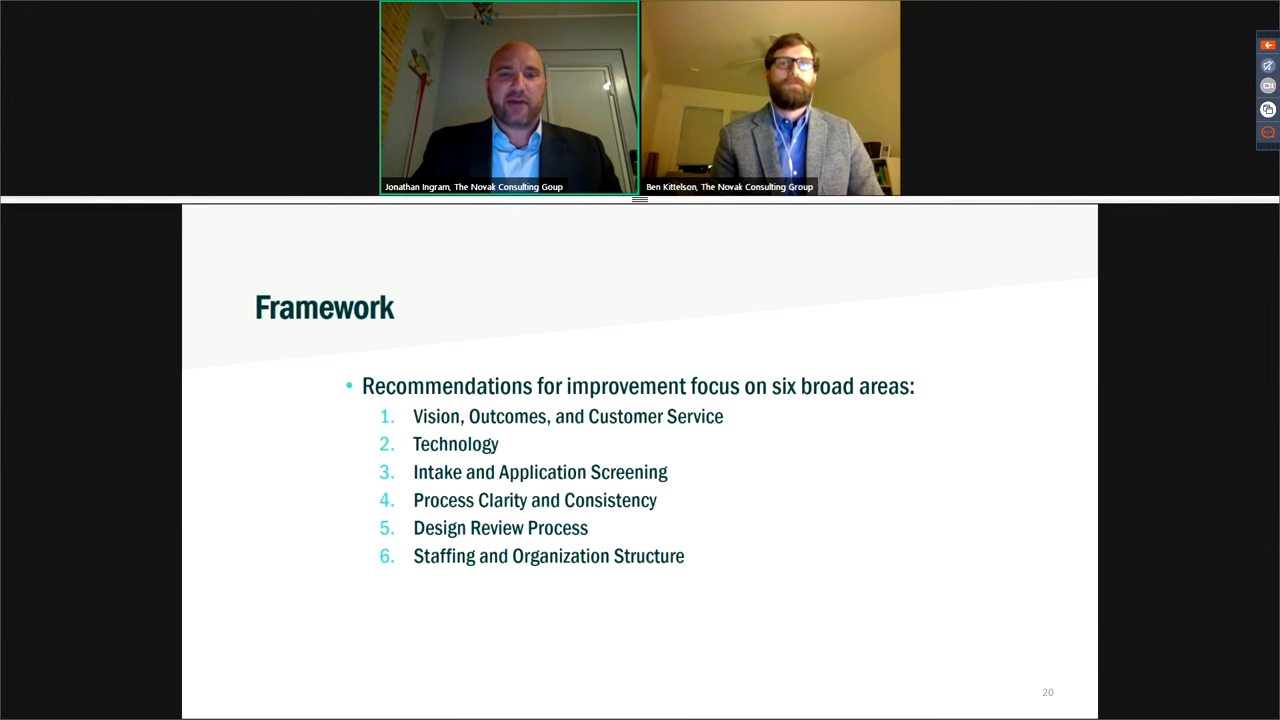 Jonathan Ingram, The Novak Consulting Goup
Ben Kittelson, The Novak Consulting Group
Framework
• Recommendations for improvement focus on six broad areas:
1. Vision, Outcomes, and Customer Service
2. Technology
3. Intake and Application Screening
4. Process Clarity and Consistency
5. Design Review Process
6. Staffing and Organization Structure
20